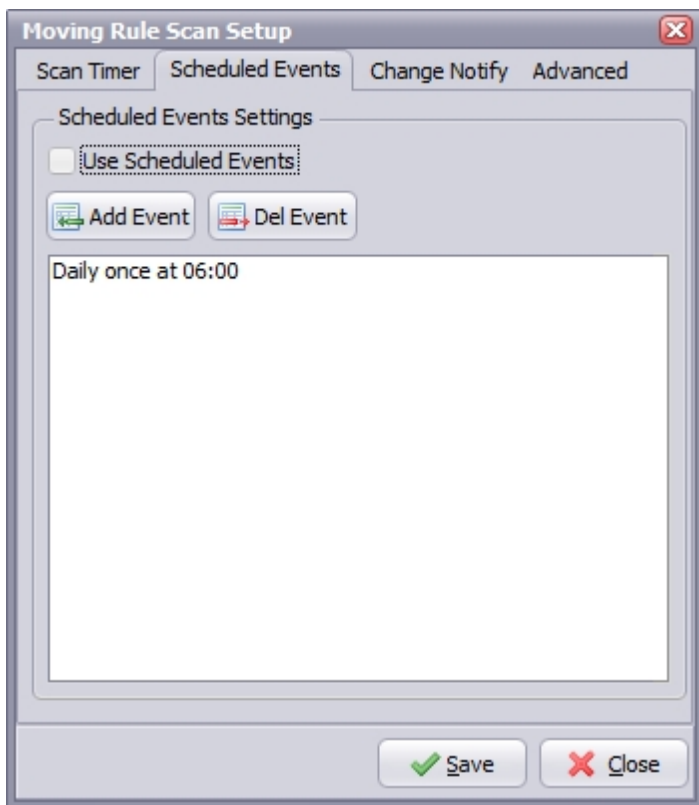 Moving Rule Scan Setup
Scan Timer Scheduled Events Change Notify Advanced
Scheduled Events Settings
Use Scheduled Events
Add Event Del Event
Daily once at 06:00
Save Close